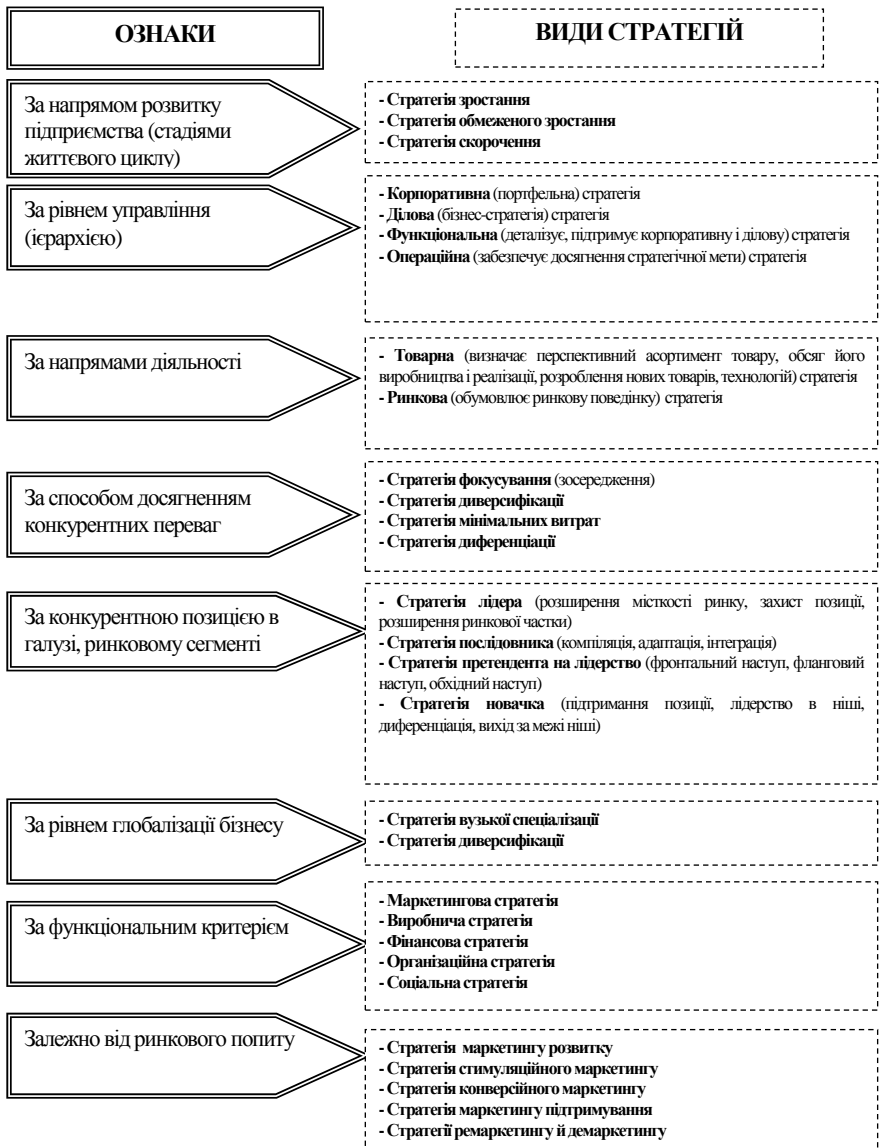 ОЗНАКИ
ВИДИ СТРАТЕГІЙ
За напрямом розвитку
підприємства (стадіями
життєвого циклу)
- Стратегія зростання
- Стратегія обмеженого зростання
- Стратегія скорочення
За рівнем управління
(ієрархією)
- Корпоративна (портфельна) стратегія
- Ділова (бізнес-стратегія) стратегія
- Функціональна (деталізує, підтримує корпоративну і ділову) стратегія
- Операційна (забезпечує досягнення стратегічної мети) стратегія
За напрямами діяльності
- Товарна (визначає перспективний асортимент товару, обсяг його
виробництва і реалізації, розроблення нових товарів, технологій) стратегія
- Ринкова (обумовлює ринкову поведінку) стратегія
За способом досягненням
конкурентних переваг
- Стратегія фокусування (зосередження)
- Стратегія диверсифікації
- Стратегія мінімальних витрат
- Стратегія диференціації
За конкурентною позицією в
галузі, ринковому сегменті
- Стратегія лідера (розширення місткості ринку, захист позиції,
розширення ринкової частки)
- Стратегія послідовника (компіляція, адаптація, інтеграція)
- Стратегія претендента на лідерство (фронтальний наступ, фланговий
наступ, обхідний наступ)
- Стратегія новачка (підтримання позиції, лідерство в ніші,
диференціація, вихід за межі ніші)
За рівнем глобалізації бізнесу
- Стратегія вузької спеціалізації
- Стратегія диверсифікації
За функціональним критерієм
- Маркетингова стратегія
- Виробнича стратегія
- Фінансова стратегія
- Організаційна стратегія
- Соціальна стратегія
Залежно від ринкового попиту
- Стратегія маркетингу розвитку
- Стратегія стимуляційного маркетингу
- Стратегія конверсійного маркетингу
- Стратегія маркетингу підтримування
- Стратегії ремаркетингу й демаркетингу